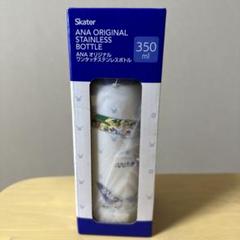 Skater
ANA ORIGINAL
STAINLESS
BOTTLE
ANA オリジナル
ワンタッチステンレスボトル
350
ml